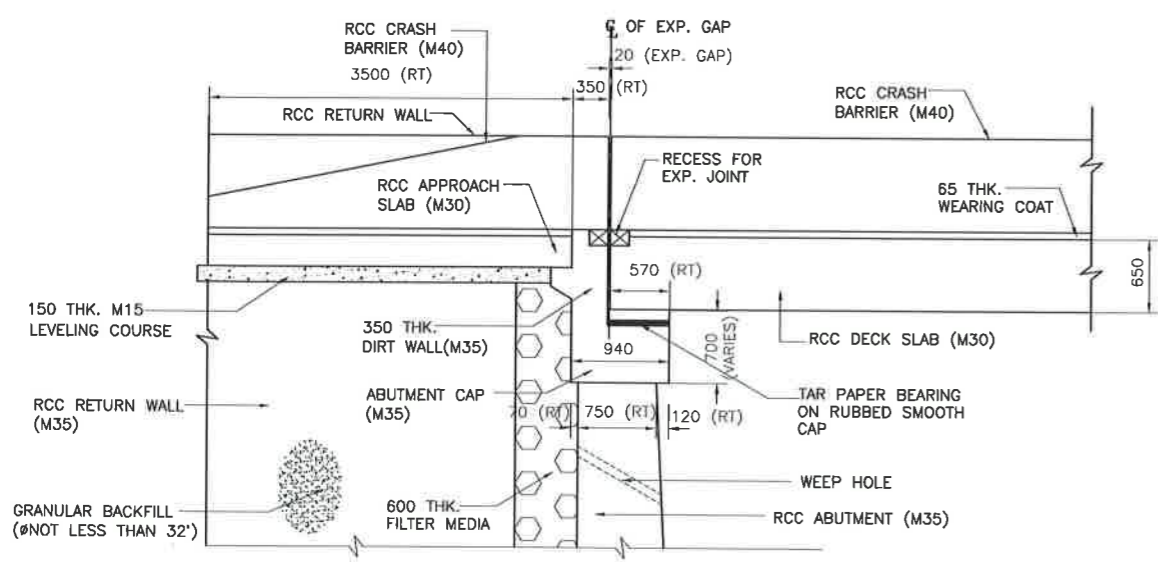 ℄ OF EXP. GAP
RCC CRASH
BARRIER (M40)
20 (EXP. GAP)
3500 (RT)
350 (RT)
RCC CRASH
BARRIER (M40)
RCC RETURN WALL
RECESS FOR
EXP. JOINT
RCC APPROACH
SLAB (M30)
65 THK.
WEARING COAT
570 (RT)
650
150 THK. M15
LEVELING COURSE
350 THK.
DIRT WALL(M35)
700
(VARIES)
RCC DECK SLAB (M30)
940
ABUTMENT CAP
(M35)
TAR PAPER BEARING
ON RUBBED SMOOTH
CAP
RCC RETURN WALL
(M35)
70 (RT)
750 (RT)
120 (RT)
WEEP HOLE
GRANULAR BACKFILL
(ØNOT LESS THAN 32°)
600 THK.
FILTER MEDIA
RCC ABUTMENT (M35)